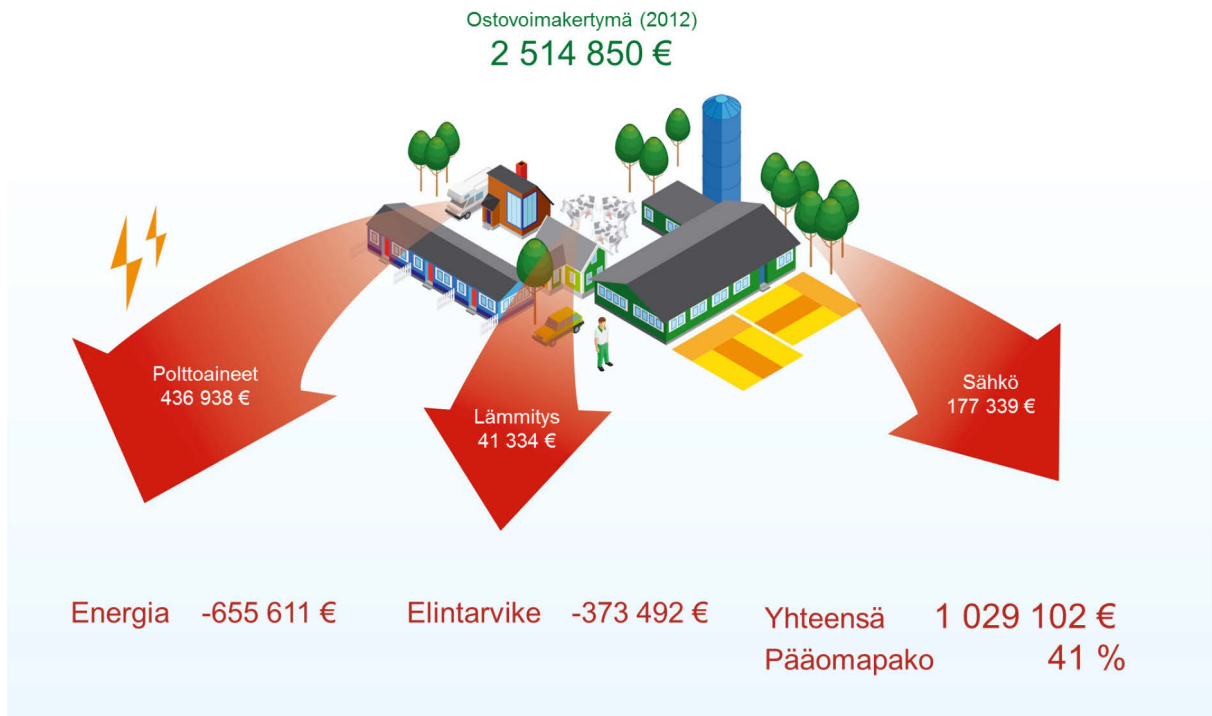 Ostovoimakertymä (2012)
2 514 850 €
Polttoaineet
436 938 €
Lämmitys
41 334 €
Sähkö
177 339 €
Energia -655 611 €
Elintarvike -373 492 €
Yhteensä 1 029 102 €
Pääomapako 41 %